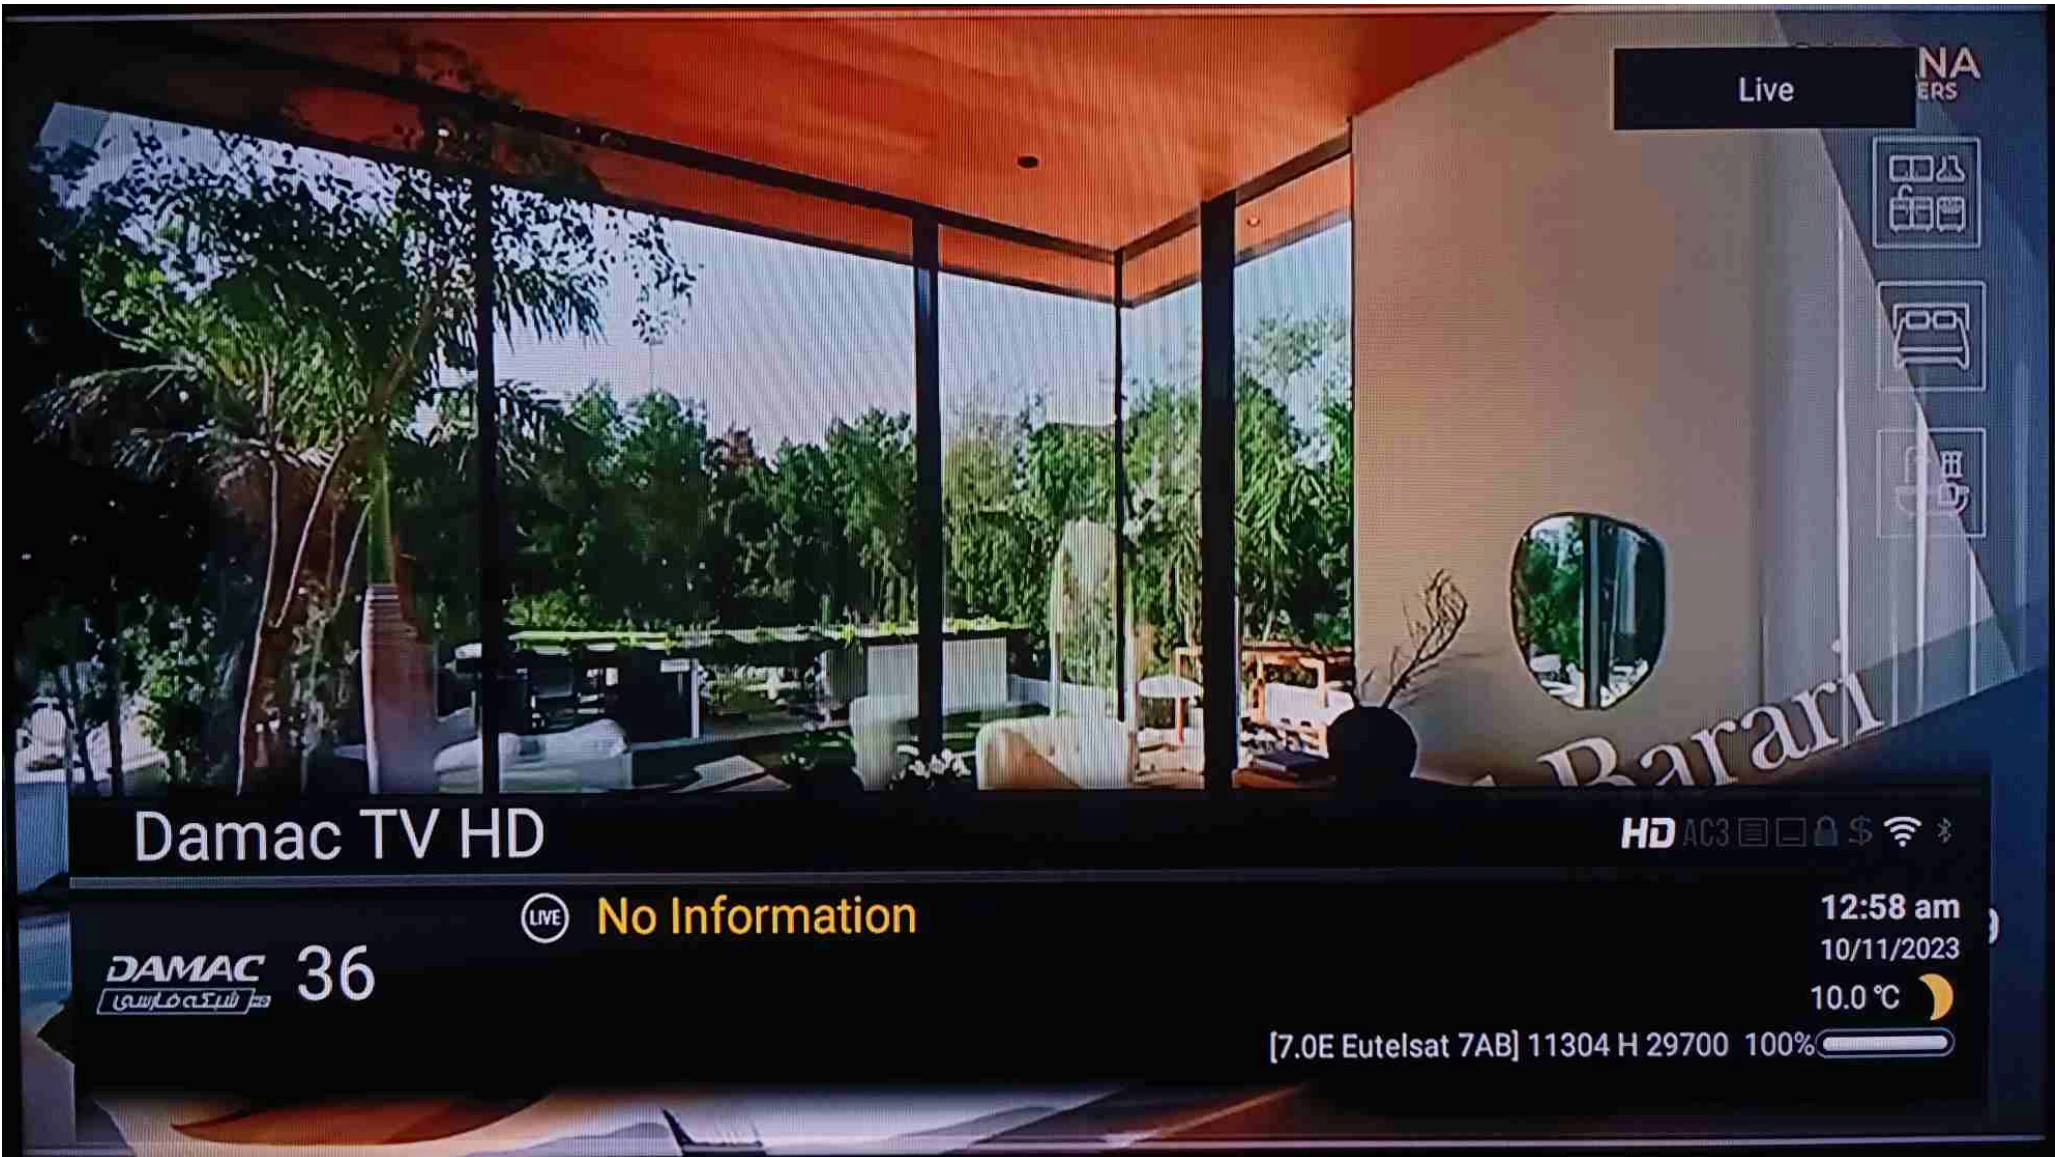 Live
NA
ERS
Barari
Damac TV HD
HD AC3
LIVE No Information
12:58 am
DAMAC 36
شبکه فارسی HD
10/11/2023
10.0 °C
[7.0E Eutelsat 7AB] 11304 H 29700 100%